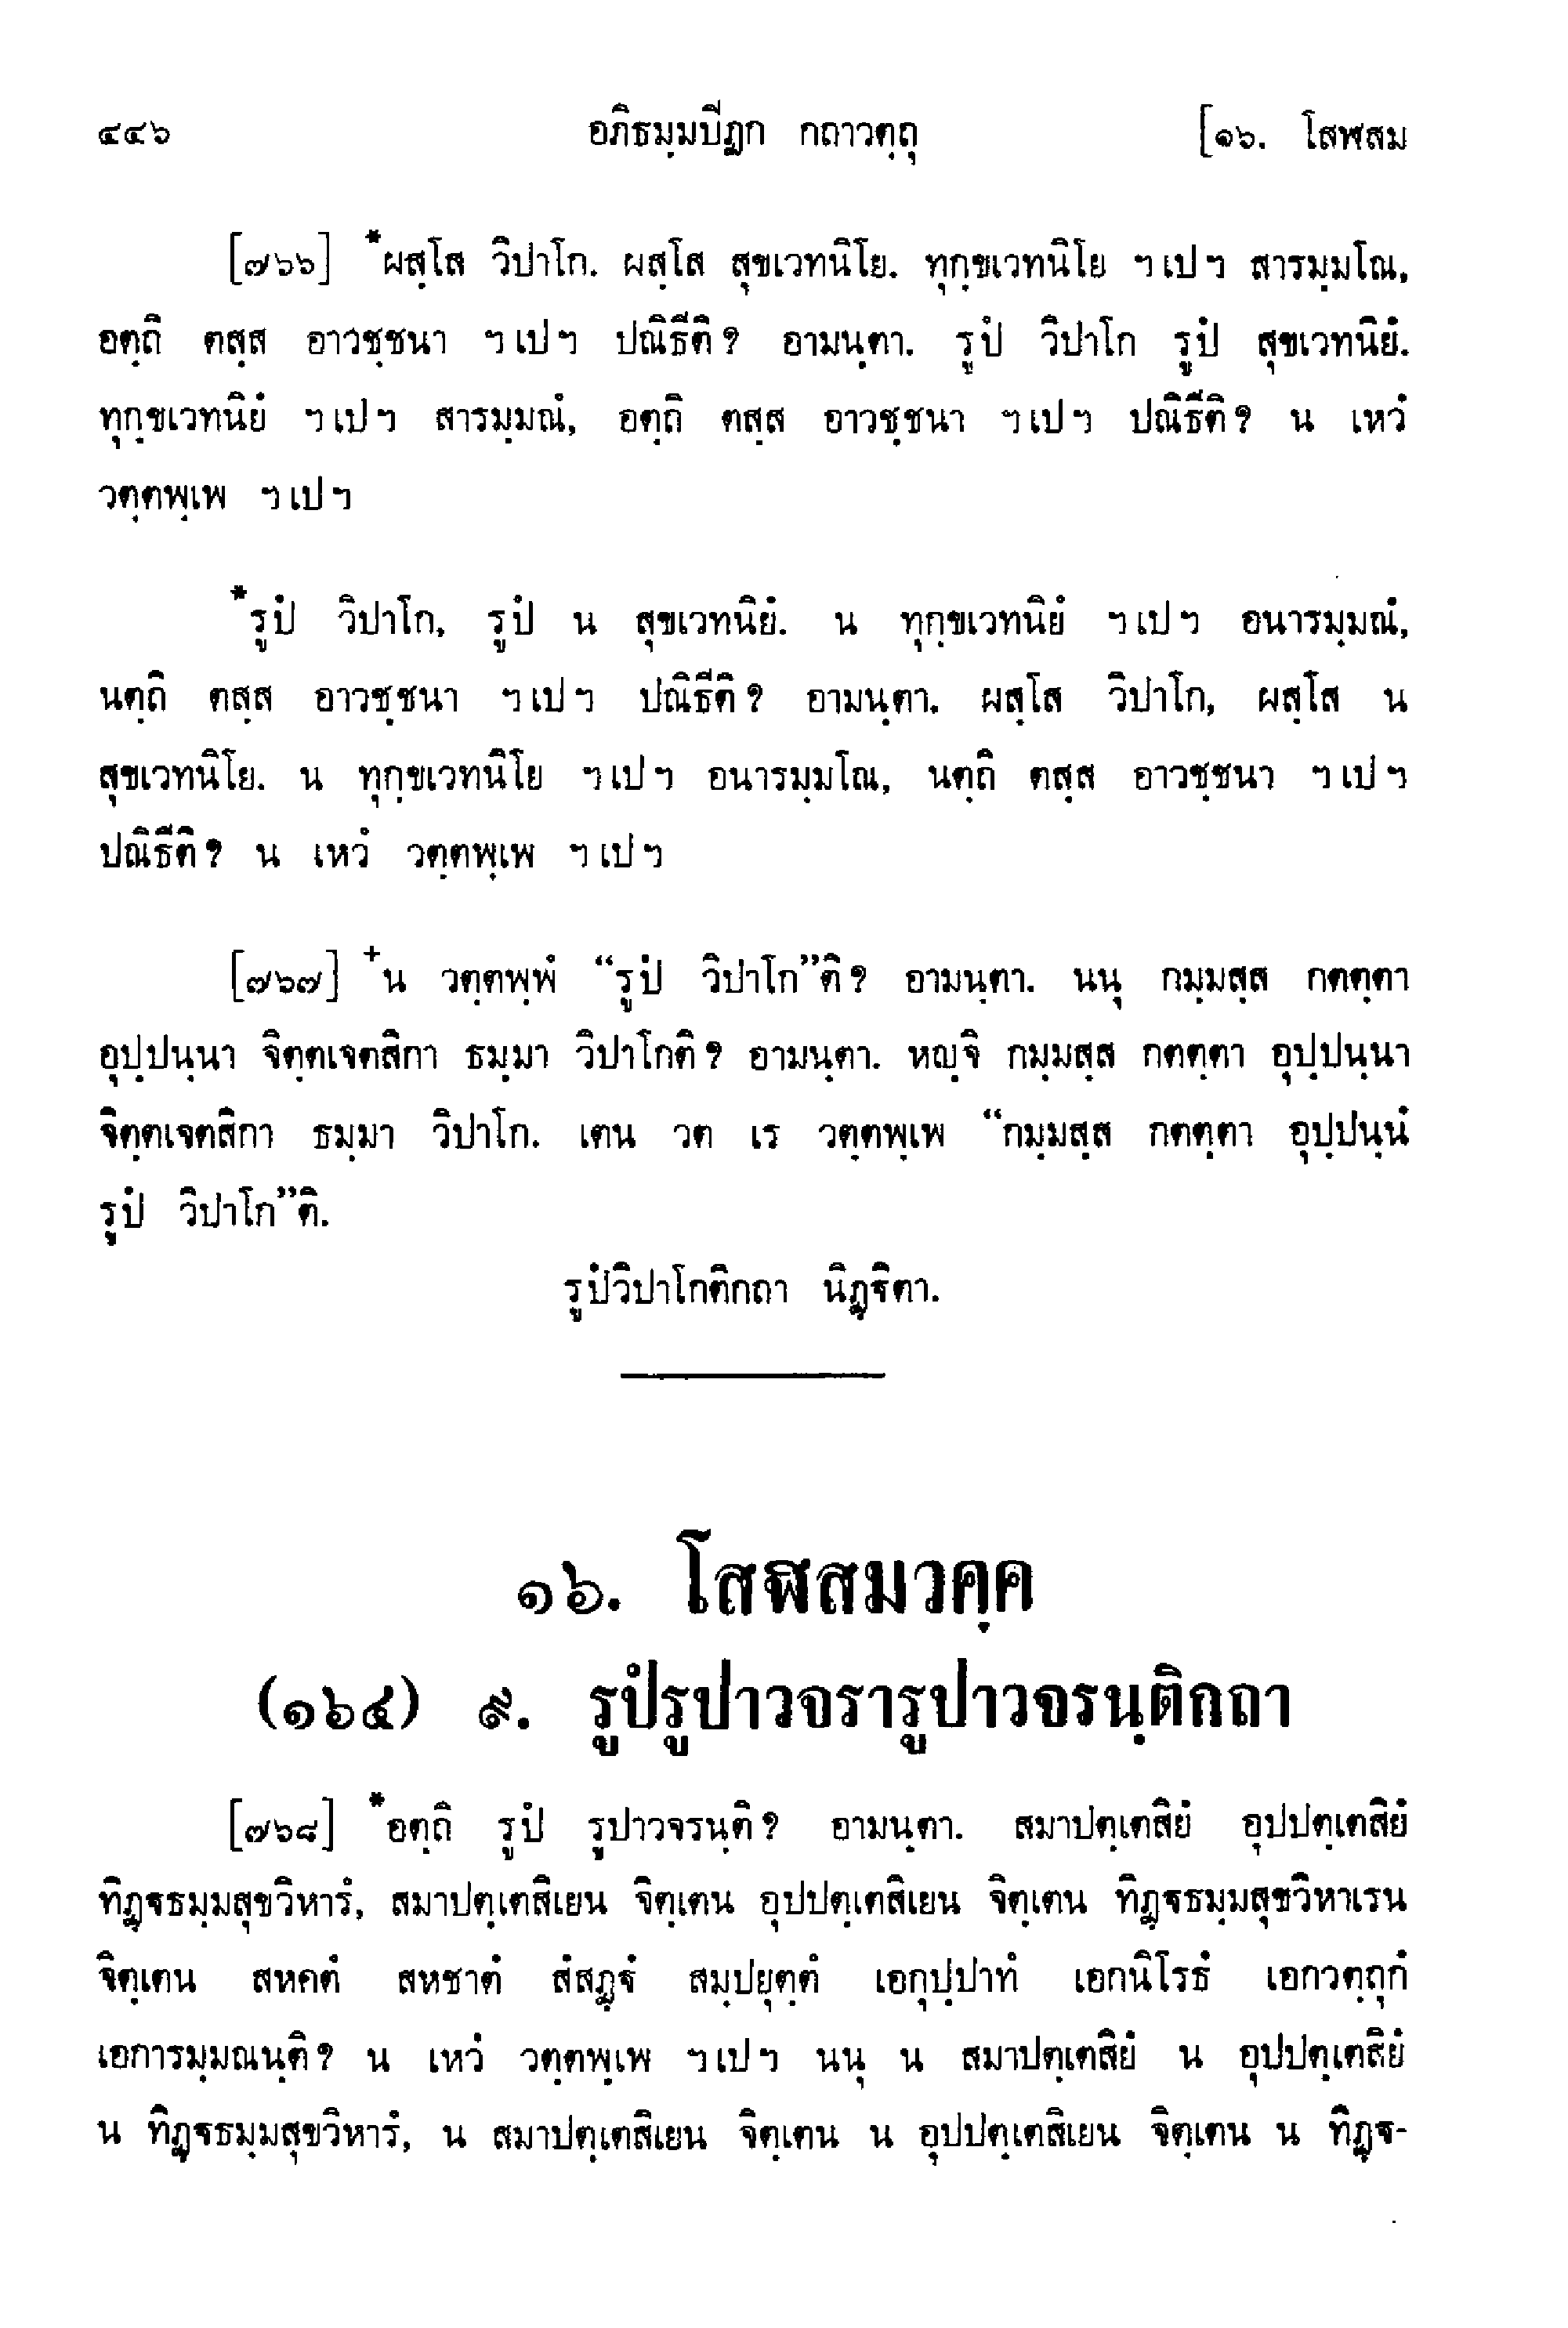 ๔๔๖ อภิธมฺมปิฏก กถาวตฺถุ [๑๖. โสฬสม
[๗๖๖] *ผสฺโส วิปาโก. ผสฺโส สุขเวทนิโย. ทุกฺขเวทนิโย ฯ เป ฯ สารมฺมโณ,
อตฺถิ ตสฺส อาวชฺชนา ฯ เป ฯ ปณิธีติ? อามนฺตา. รูปํ วิปาโก รูปํ สุขเวทนิยํ.
ทุกฺขเวทนิยํ ฯ เป ฯ สารมฺมณํ, อตฺถิ ตสฺส อาวชฺชนา ฯ เป ฯ ปณิธีติ? น เหวํ
วตฺตพฺเพ ฯ เป ฯ
*รูปํ วิปาโก, รูปํ น สุขเวทนิยํ. น ทุกฺขเวทนิยํ ฯ เป ฯ อนารมฺมณํ,
นตฺถิ ตสฺส อาวชฺชนา ฯ เป ฯ ปณิธีติ? อามนฺตา. ผสฺโส วิปาโก, ผสฺโส น
สุขเวทนิโย. น ทุกฺขเวทนิโย ฯ เป ฯ อนารมฺมโณ, นตฺถิ ตสฺส อาวชฺชนา ฯ เป ฯ
ปณิธีติ? น เหวํ วตฺตพฺเพ ฯ เป ฯ
[๗๖๗] +น วตฺตพฺพํ “รูปํ วิปาโก”ติ? อามนฺตา. นนุ กมฺมสฺส กตตฺตา
อุปฺปนฺนา จิตฺตเจตสิกา ธมฺมา วิปาโกติ? อามนฺตา. หญฺจิ กมฺมสฺส กตตฺตา อุปฺปนฺนา
จิตฺตเจตสิกา ธมฺมา วิปาโก. เตน วต เร วตฺตพฺเพ “กมฺมสฺส กตตฺตา อุปฺปนฺนํ
รูปํ วิปาโก”ติ.
รูปํวิปาโกติกถา นิฏฺฐิตา.
๑๖. โสฬสมวคฺค
(๑๖๔) ๙. รูปํรูปาวจรารูปาวจรนฺติกถา
[๗๖๘] *อตฺถิ รูปํ รูปาวจรนฺติ? อามนฺตา. สมาปตฺเตสิยํ อุปปตฺเตสิยํ
ทิฏฺฐธมฺมสุขวิหารํ, สมาปตฺเตสิเยน จิตฺเตน อุปปตฺเตสิเยน จิตฺเตน ทิฏฺฐธมฺมสุขวิหาเรน
จิตฺเตน สหคตํ สหชาตํ สํสฏฺฐํ สมฺปยุตฺตํ เอกุปฺปาทํ เอกนิโรธํ เอกวตฺถุกํ
เอการมฺมณนฺติ? น เหวํ วตฺตพฺเพ ฯ เป ฯ นนุ น สมาปตฺเตสิยํ น อุปปตฺเตสิยํ
น ทิฏฺฐธมฺมสุขวิหารํ, น สมาปตฺเตสิเยน จิตฺเตน น อุปปตฺเตสิเยน จิตฺเตน น ทิฏฺฐ-